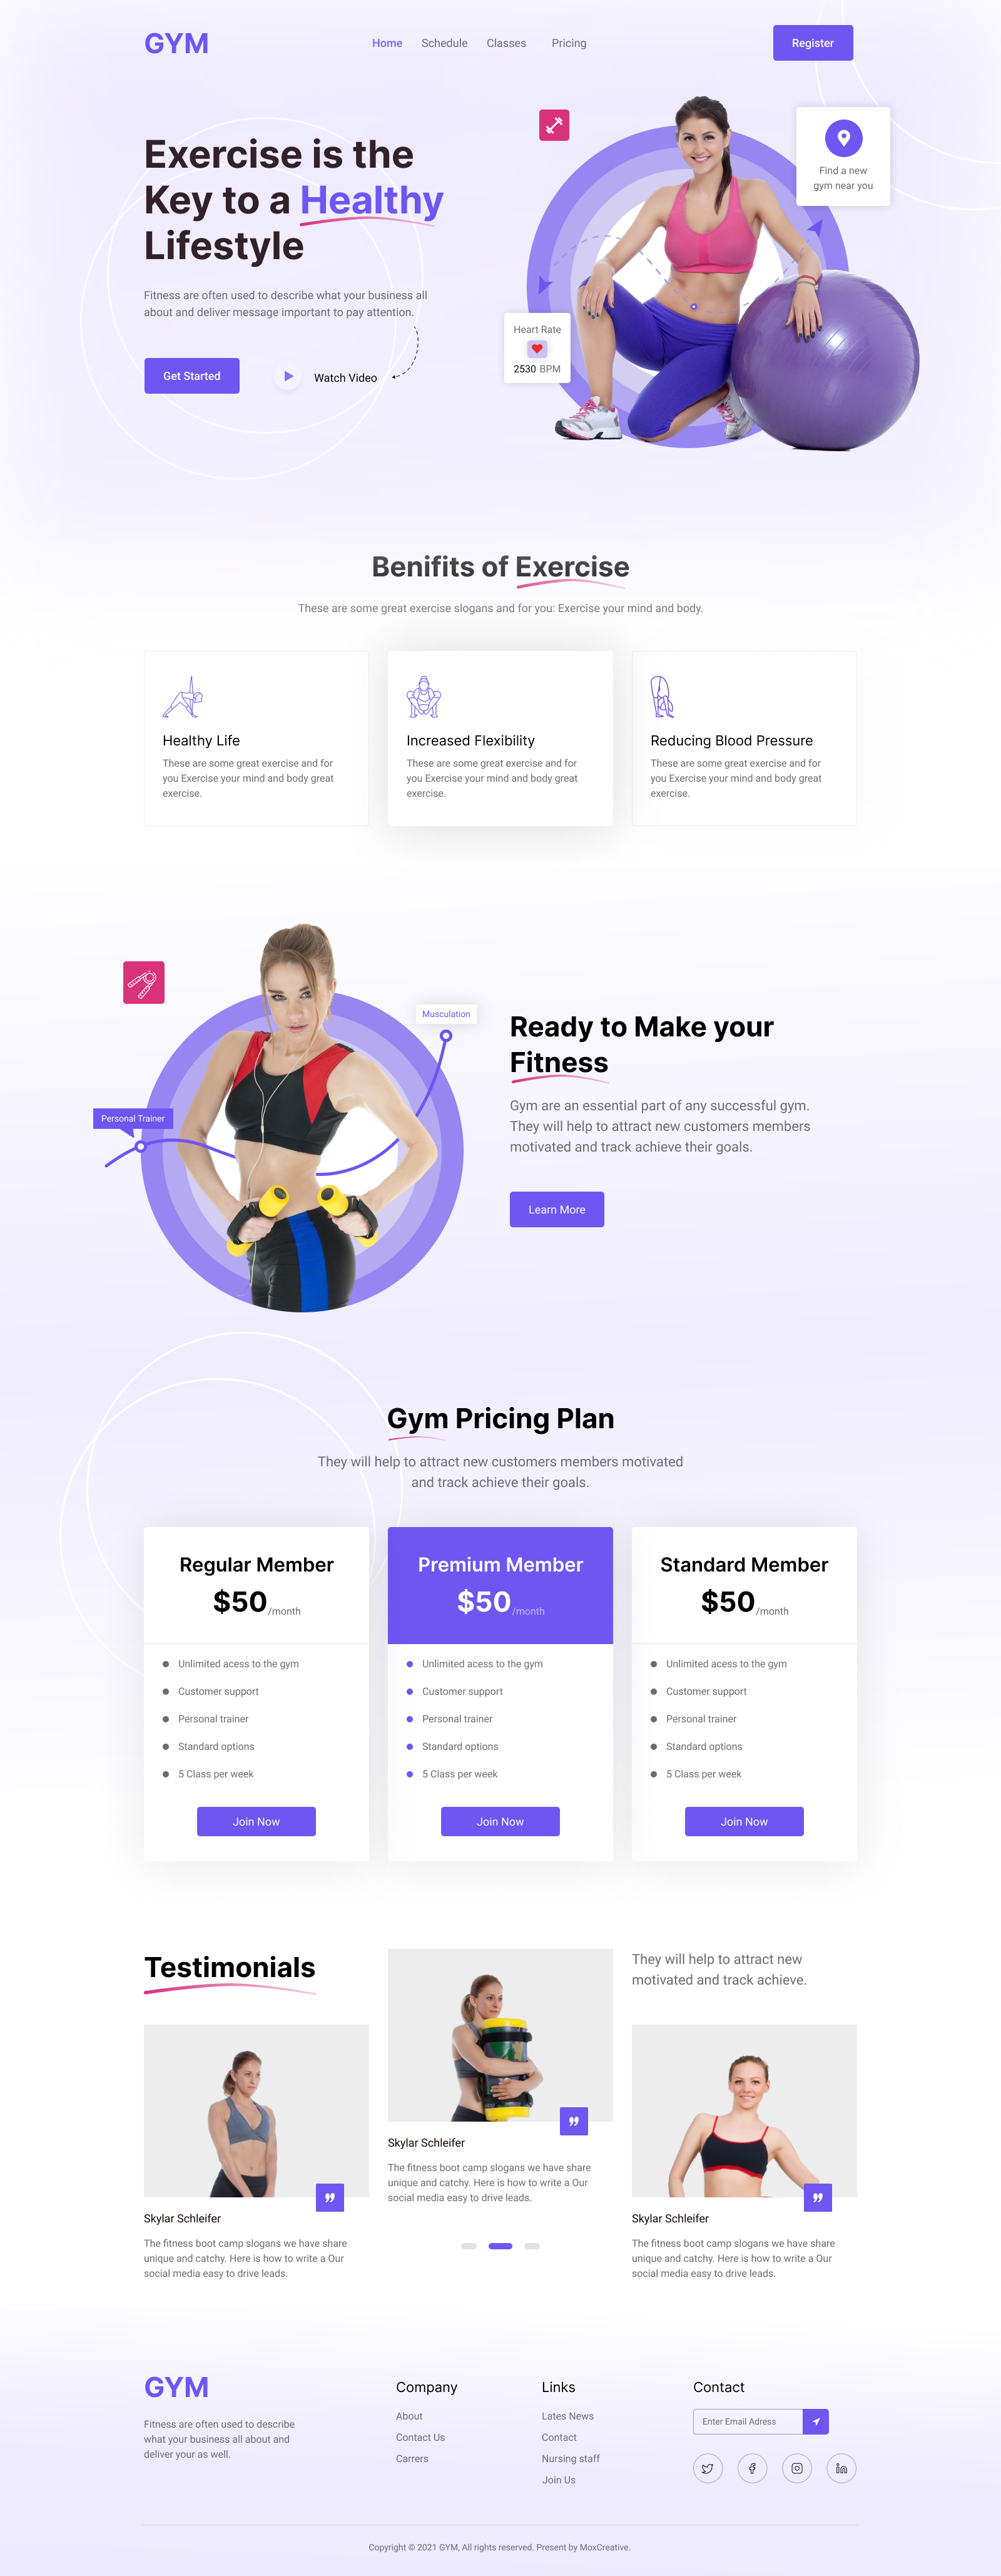 GYM
Home
Schedule
Classes
Pricing
Register
Exercise is the
Key to a Healthy
Lifestyle
Fitness are often used to describe what your business all
about and deliver message important to pay attention.
Get Started
Watch Video
Find a new
gym near you
Heart Rate
2530 BPM
Benifits of Exercise
These are some great exercise slogans and for you: Exercise your mind and body.
Healthy Life
These are some great exercise and for
you Exercise your mind and body great
exercise.
Increased Flexibility
These are some great exercise and for
you Exercise your mind and body great
exercise.
Reducing Blood Pressure
These are some great exercise and for
you Exercise your mind and body great
exercise.
Musculation
Personal Trainer
Ready to Make your
Fitness
Gym are an essential part of any successful gym.
They will help to attract new customers members
motivated and track achieve their goals.
Learn More
Gym Pricing Plan
They will help to attract new customers members motivated
and track achieve their goals.
Regular Member
$50/month
Unlimited acess to the gym
Customer support
Personal trainer
Standard options
5 Class per week
Join Now
Premium Member
$50/month
Unlimited acess to the gym
Customer support
Personal trainer
Standard options
5 Class per week
Join Now
Standard Member
$50/month
Unlimited acess to the gym
Customer support
Personal trainer
Standard options
5 Class per week
Join Now
Testimonials
They will help to attract new
motivated and track achieve.
Skylar Schleifer
The fitness boot camp slogans we have share
unique and catchy. Here is how to write a Our
social media easy to drive leads.
Skylar Schleifer
The fitness boot camp slogans we have share
unique and catchy. Here is how to write a Our
social media easy to drive leads.
Skylar Schleifer
The fitness boot camp slogans we have share
unique and catchy. Here is how to write a Our
social media easy to drive leads.
GYM
Fitness are often used to describe
what your business all about and
deliver your as well.
Company
About
Contact Us
Carrers
Links
Lates News
Contact
Nursing staff
Join Us
Contact
Enter Email Adress
Copyright © 2021 GYM, All rights reserved. Present by MoxCreative.